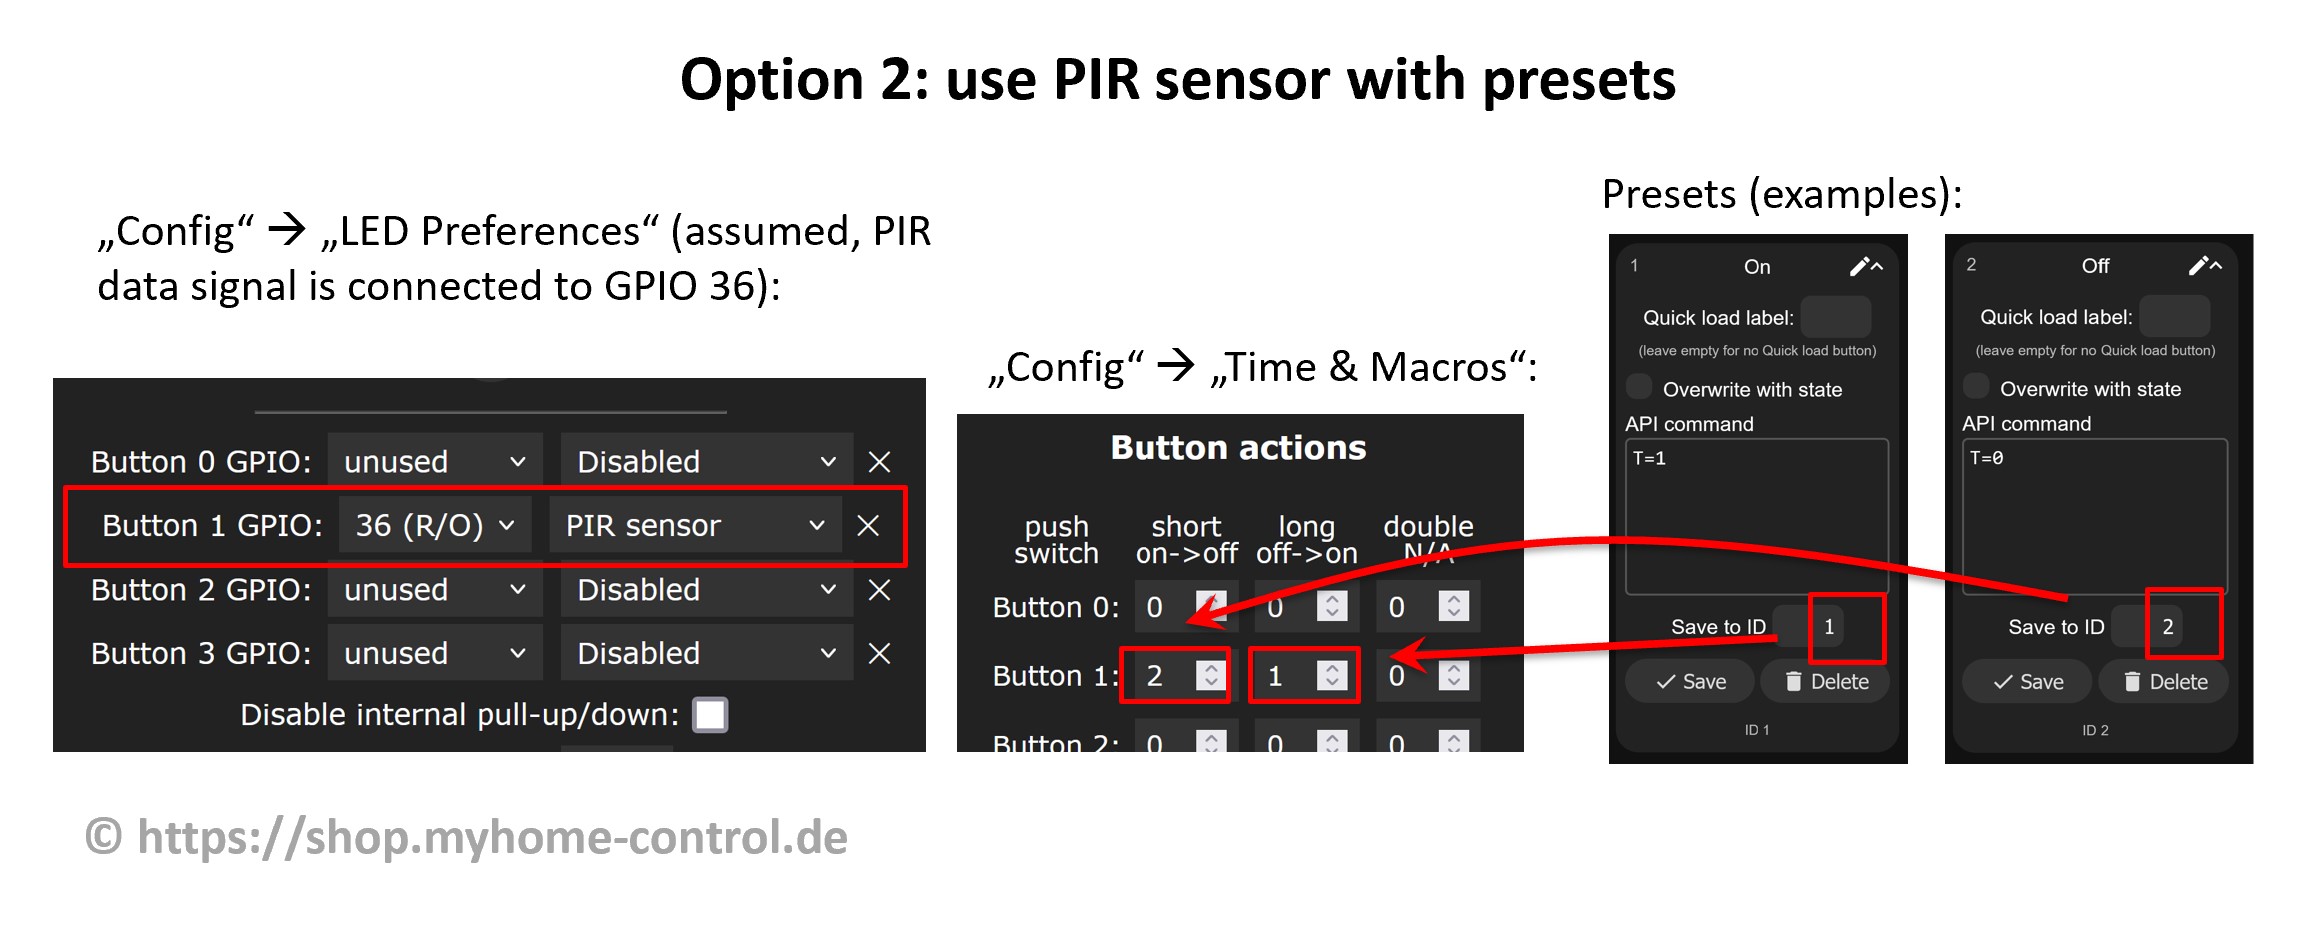 Option 2: use PIR sensor with presets
„Config“ → „LED Preferences“ (assumed, PIR
data signal is connected to GPIO 36):
Button 0 GPIO: unused Disabled
Button 1 GPIO: 36 (R/O) PIR sensor
Button 2 GPIO: unused Disabled
Button 3 GPIO: unused Disabled
Disable internal pull-up/down:
„Config“ → „Time & Macros“:
Button actions
push short long double
switch on->off off->on N/A
Button 0: 0 0 0
Button 1: 2 1 0
Button 2: 0 0 0
Presets (examples):
1 On
Quick load label:
(leave empty for no Quick load button)
Overwrite with state
API command
T=1
Save to ID 1
Save Delete
ID 1
2 Off
Quick load label:
(leave empty for no Quick load button)
Overwrite with state
API command
T=0
Save to ID 2
Save Delete
ID 2
© https://shop.myhome-control.de